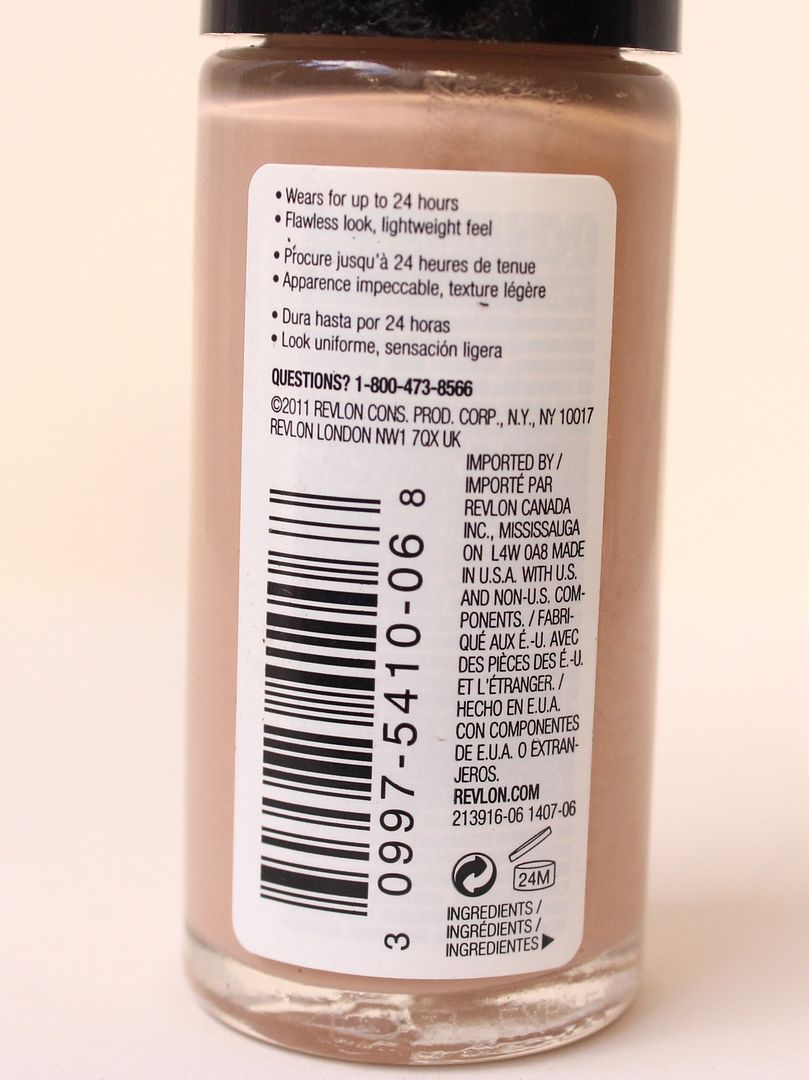 • Wears for up to 24 hours
• Flawless look, lightweight feel
• Procure jusqu'à 24 heures de tenue
• Apparence impeccable, texture légère
• Dura hasta por 24 horas
• Look uniforme, sensación ligera
QUESTIONS? 1-800-473-8566
©2011 REVLON CONS. PROD. CORP., N.Y., NY 10017
REVLON LONDON NW1 7QX UK
IMPORTED BY /
IMPORTÉ PAR
REVLON CANADA
INC., MISSISSAUGA
ON L4W 0A8 MADE
IN U.S.A. WITH U.S.
AND NON-U.S. COM-
PONENTS. / FABRI-
QUÉ AUX É.-U. AVEC
DES PIÈCES DES É.-U.
ET L'ÉTRANGER. /
HECHO EN E.U.A.
CON COMPONENTES
DE E.U.A. O EXTRAN-
JEROS.
REVLON.COM
213916-06 1407-06
24M
INGREDIENTS /
INGRÉDIENTS /
INGREDIENTES
3 0997-5410-06 8